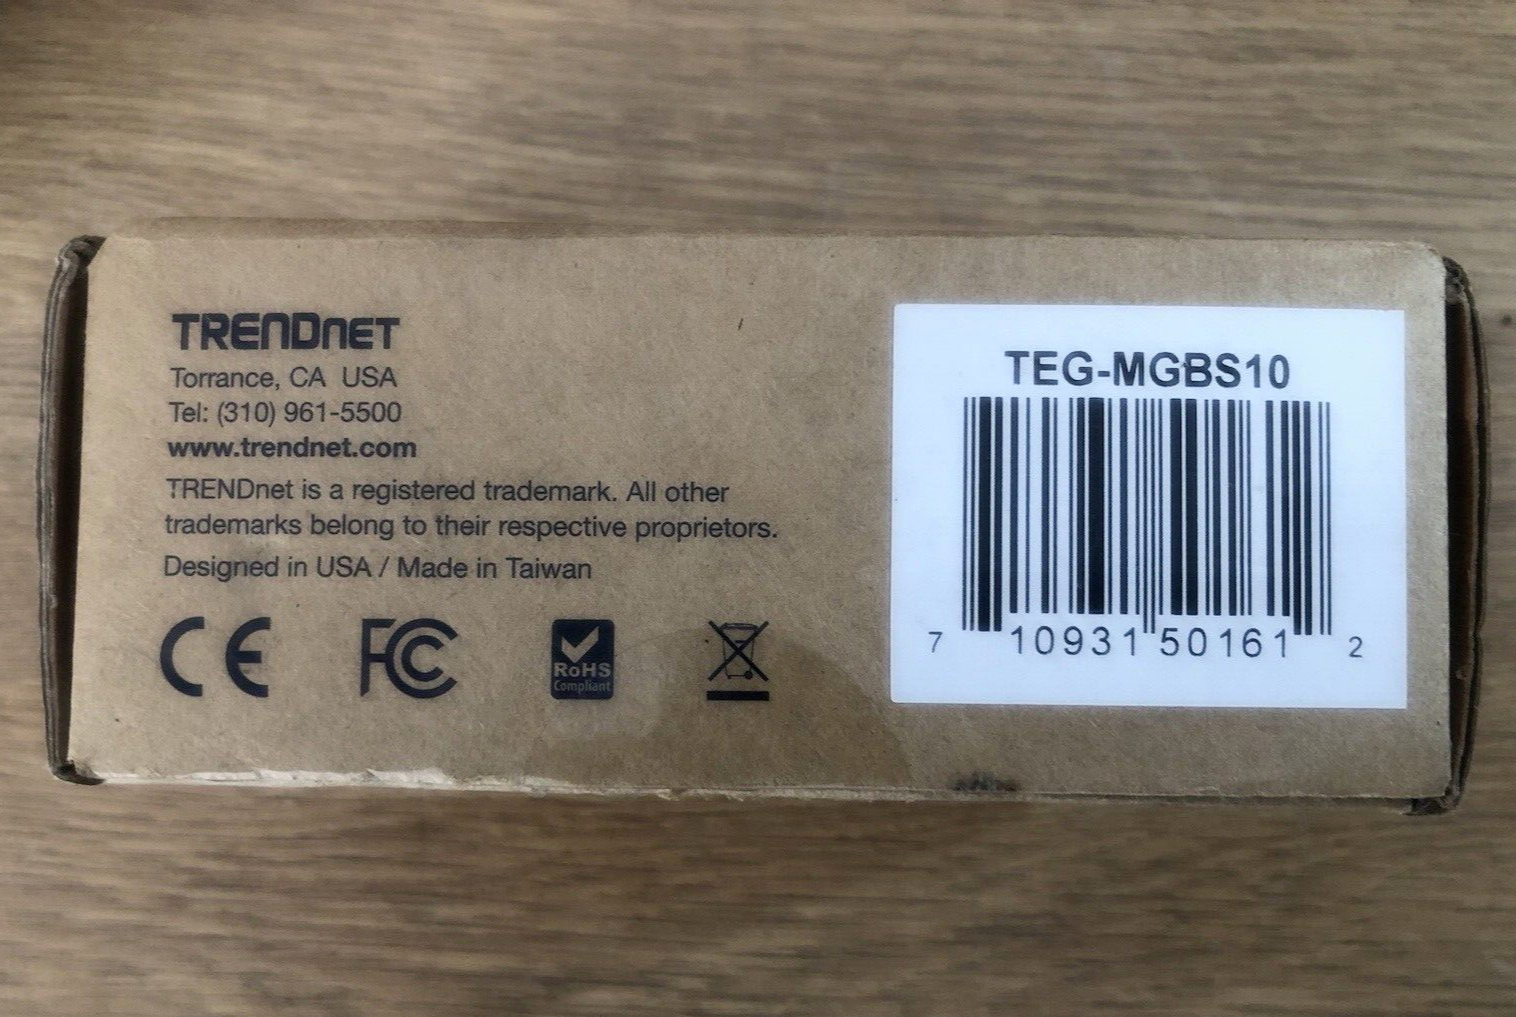 TRENDnet
Torrance, CA USA
Tel: (310) 961-5500
www.trendnet.com
TRENDnet is a registered trademark. All other
trademarks belong to their respective proprietors.
Designed in USA / Made in Taiwan
CE FC RoHS
Compliant
TEG-MGBS10
7 10931 50161 2